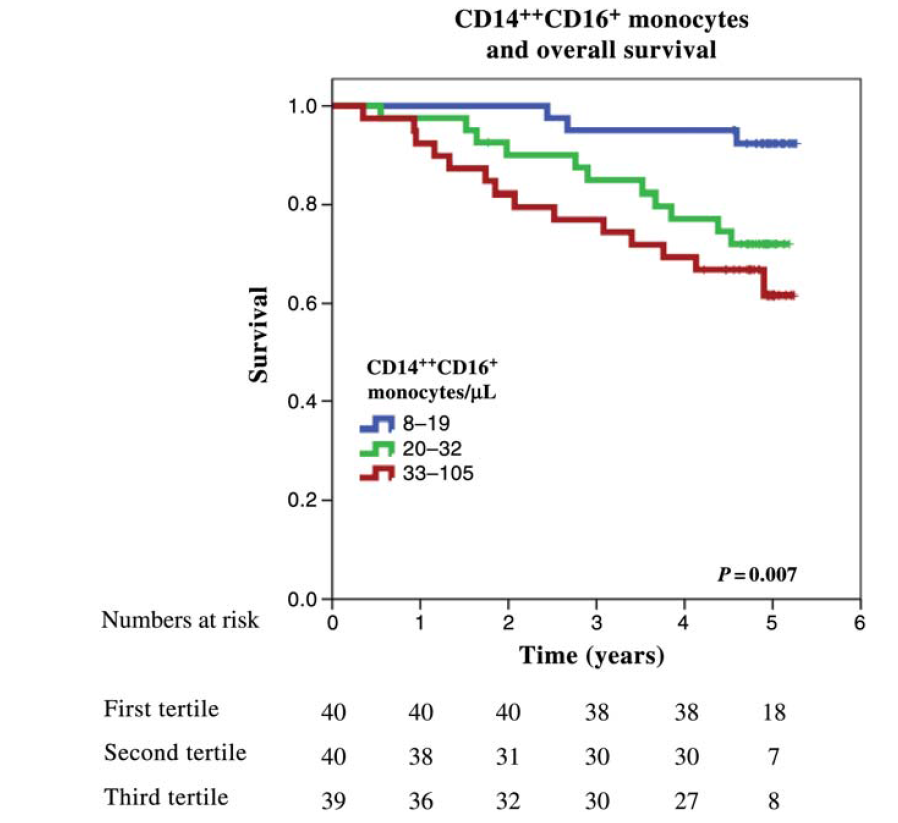 CD14⁺⁺CD16⁺ monocytes
and overall survival
1.0
0.8
0.6
0.4
0.2
0.0
Survival
CD14⁺⁺CD16⁺
monocytes/μL
8–19
20–32
33–105
P = 0.007
0 1 2 3 4 5 6
Time (years)
Numbers at risk
First tertile 40 40 40 38 38 18
Second tertile 40 38 31 30 30 7
Third tertile 39 36 32 30 27 8